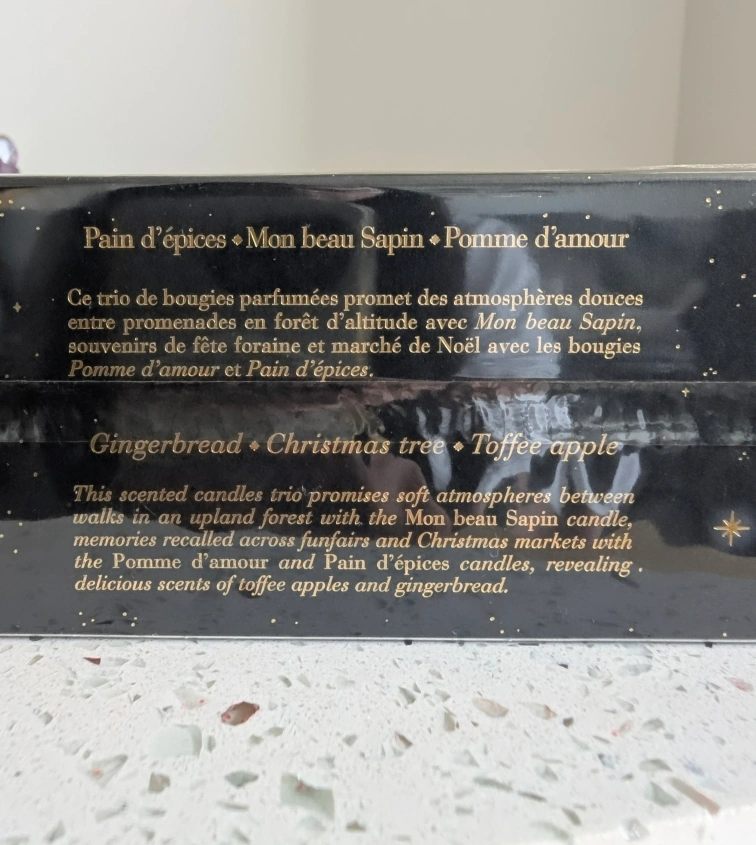 Pain d'épices ⬥ Mon beau Sapin ⬥ Pomme d'amour
Ce trio de bougies parfumées promet des atmosphères douces
entre promenades en forêt d'altitude avec Mon beau Sapin,
souvenirs de fête foraine et marché de Noël avec les bougies
Pomme d'amour et Pain d'épices.
Gingerbread ⬥ Christmas tree ⬥ Toffee apple
This scented candles trio promises soft atmospheres between
walks in an upland forest with the Mon beau Sapin candle,
memories recalled across funfairs and Christmas markets with
the Pomme d'amour and Pain d'épices candles, revealing
delicious scents of toffee apples and gingerbread.